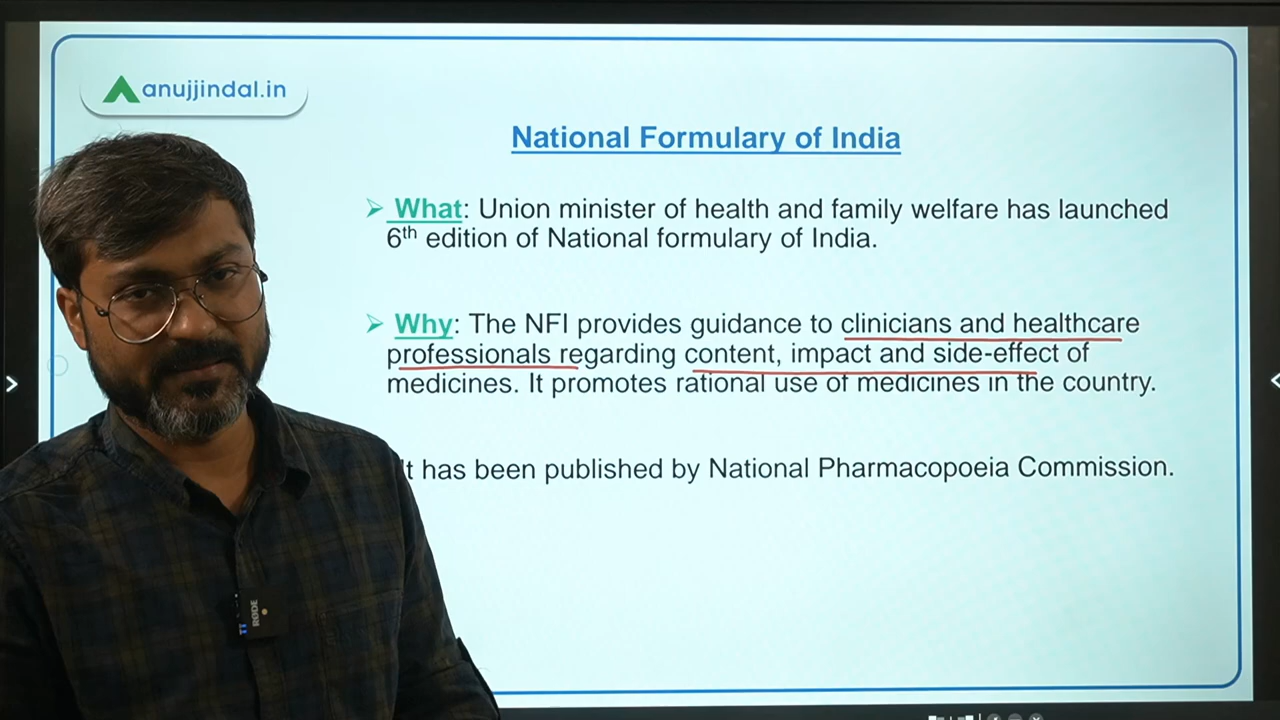 anujjindal.in
National Formulary of India
What: Union minister of health and family welfare has launched
6th edition of National formulary of India.
Why: The NFI provides guidance to clinicians and healthcare
professionals regarding content, impact and side-effect of
medicines. It promotes rational use of medicines in the country.
It has been published by National Pharmacopoeia Commission.
RODE